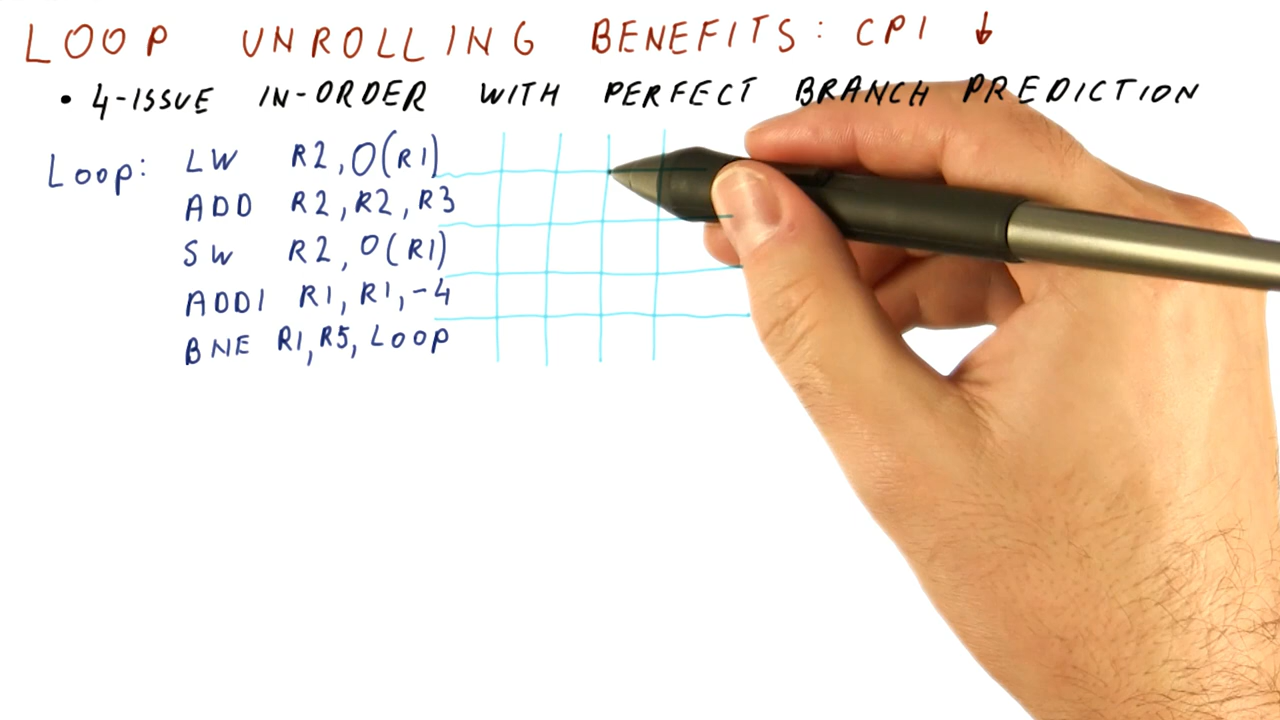 LOOP UNROLLING BENEFITS: CPI ↓
• 4-ISSUE IN-ORDER WITH PERFECT BRANCH PREDICTION
Loop: LW R2, 0(R1)
ADD R2, R2, R3
SW R2, 0(R1)
ADDI R1, R1, -4
BNE R1, R5, LOOP